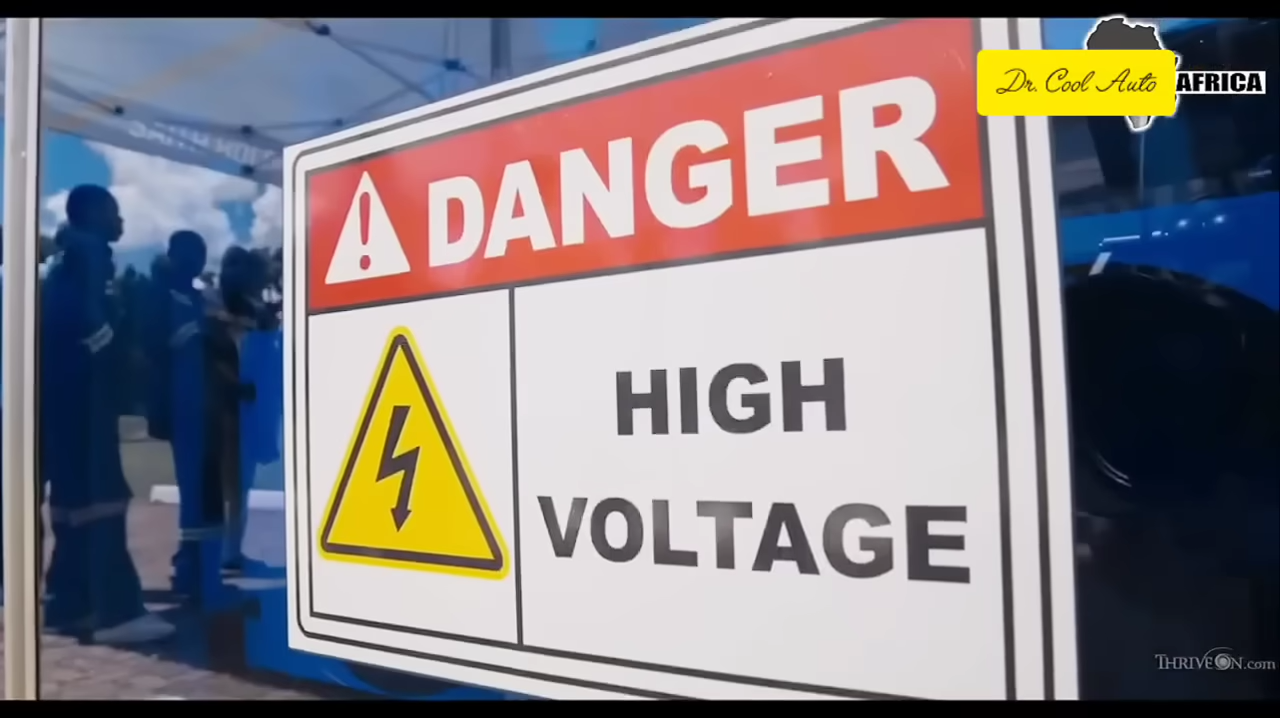 Dr. Cool Auto
AFRICA
DANGER
HIGH
VOLTAGE
THRIVEON.com